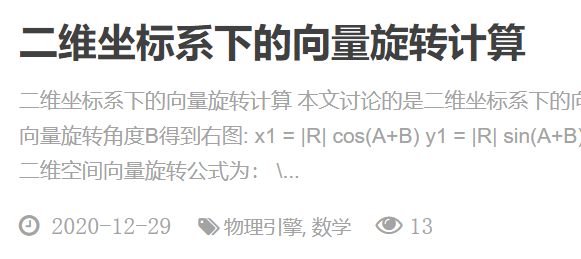 二维坐标系下的向量旋转计算
二维坐标系下的向量旋转计算 本文讨论的是二维坐标系下的向
向量旋转角度B得到右图: x1 = |R| cos(A+B) y1 = |R| sin(A+B)
二维空间向量旋转公式为： \...
2020-12-29 物理引擎, 数学 13